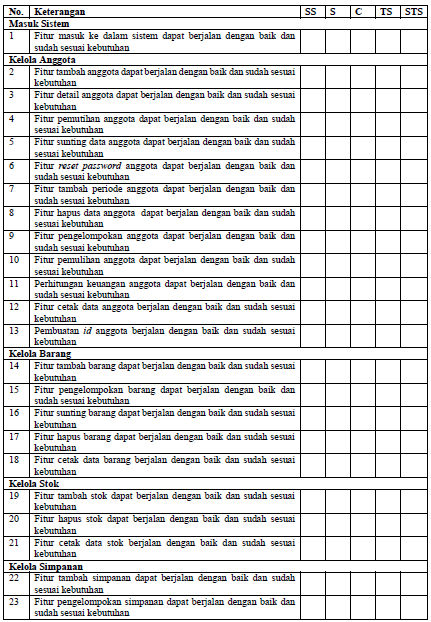 No. Keterangan SS S C TS STS
Masuk Sistem
1 Fitur masuk ke dalam sistem dapat berjalan dengan baik dan
sudah sesuai kebutuhan
Kelola Anggota
2 Fitur tambah anggota dapat berjalan dengan baik dan sudah sesuai
kebutuhan
3 Fitur detail anggota dapat berjalan dengan baik dan sudah sesuai
kebutuhan
4 Fitur pemutihan anggota dapat berjalan dengan baik dan sudah
sesuai kebutuhan
5 Fitur sunting data anggota dapat berjalan dengan baik dan sudah
sesuai kebutuhan
6 Fitur reset password anggota dapat berjalan dengan baik dan
sudah sesuai kebutuhan
7 Fitur tambah periode anggota dapat berjalan dengan baik dan
sudah sesuai kebutuhan
8 Fitur hapus data anggota dapat berjalan dengan baik dan sudah
sesuai kebutuhan
9 Fitur pengelompokan anggota dapat berjalan dengan baik dan
sudah sesuai kebutuhan
10 Fitur pemulihan anggota dapat berjalan dengan baik dan sudah
sesuai kebutuhan
11 Perhitungan keuangan anggota dapat berjalan dengan baik dan
sudah sesuai kebutuhan
12 Fitur cetak data anggota berjalan dengan baik dan sudah sesuai
kebutuhan
13 Pembuatan id anggota berjalan dengan baik dan sudah sesuai
kebutuhan
Kelola Barang
14 Fitur tambah barang dapat berjalan dengan baik dan sudah sesuai
kebutuhan
15 Fitur pengelompokan barang dapat berjalan dengan baik dan
sudah sesuai kebutuhan
16 Fitur sunting barang dapat berjalan dengan baik dan sudah sesuai
kebutuhan
17 Fitur hapus barang dapat berjalan dengan baik dan sudah sesuai
kebutuhan
18 Fitur cetak data barang berjalan dengan baik dan sudah sesuai
kebutuhan
Kelola Stok
19 Fitur tambah stok dapat berjalan dengan baik dan sudah sesuai
kebutuhan
20 Fitur hapus stok dapat berjalan dengan baik dan sudah sesuai
kebutuhan
21 Fitur cetak data stok berjalan dengan baik dan sudah sesuai
kebutuhan
Kelola Simpanan
22 Fitur tambah simpanan dapat berjalan dengan baik dan sudah
sesuai kebutuhan
23 Fitur pengelompokan simpanan dapat berjalan dengan baik dan
sudah sesuai kebutuhan